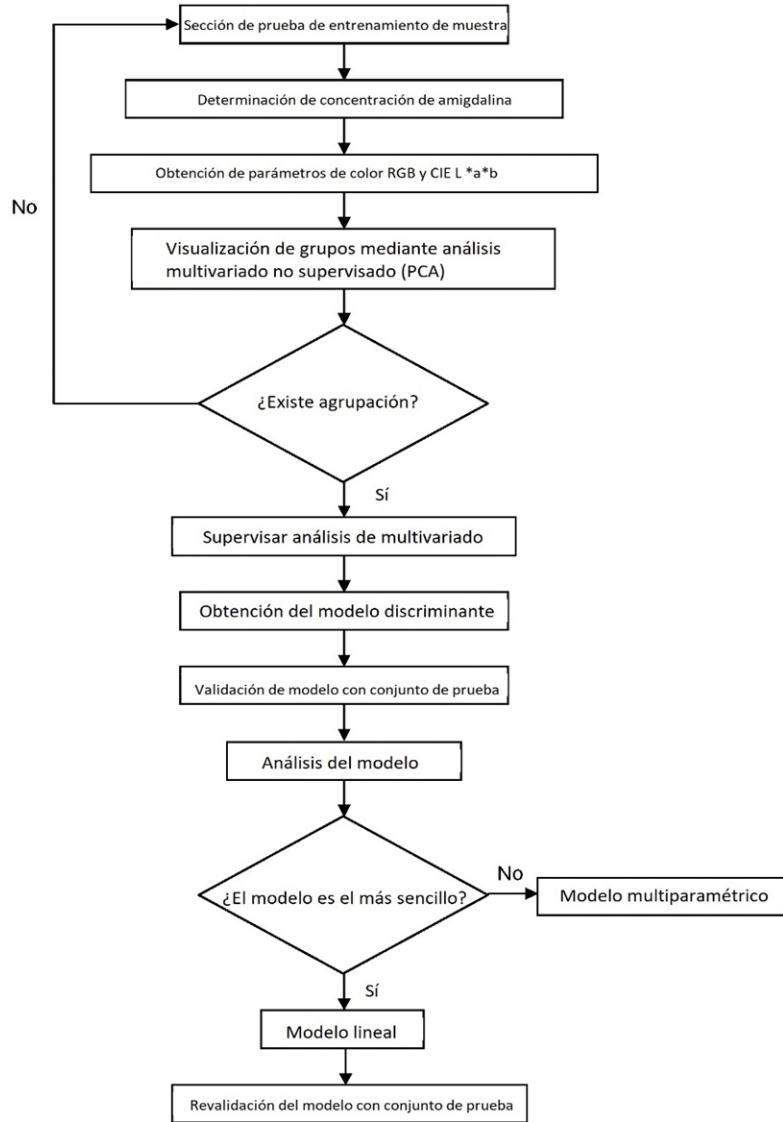 Sección de prueba de entrenamiento de muestra
Determinación de concentración de amigdalina
Obtención de parámetros de color RGB y CIE L *a*b
No
Visualización de grupos mediante análisis
multivariado no supervisado (PCA)
¿Existe agrupación?
Sí
Supervisar análisis de multivariado
Obtención del modelo discriminante
Validación de modelo con conjunto de prueba
Análisis del modelo
¿El modelo es el más sencillo?
No
Modelo multiparamétrico
Sí
Modelo lineal
Revalidación del modelo con conjunto de prueba